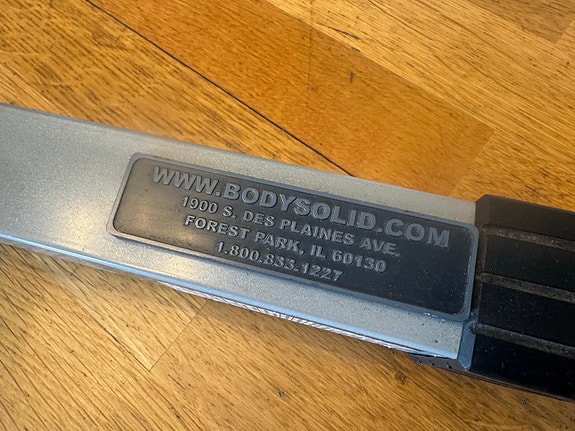 WWW.BODYSOLID.COM
1900 S. DES PLAINES AVE.
FOREST PARK, IL 60130
1.800.833.1227